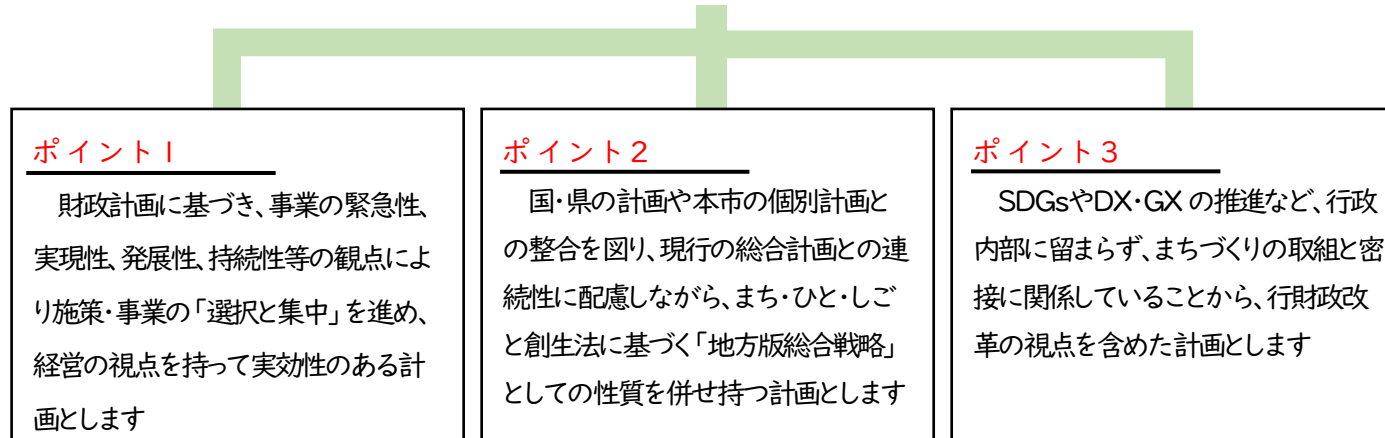 ポイント1
財政計画に基づき、事業の緊急性、
実現性、発展性、持続性等の観点によ
り施策・事業の「選択と集中」を進め、
経営の視点を持って実効性のある計
画とします
ポイント2
国・県の計画や本市の個別計画と
の整合を図り、現行の総合計画との連
続性に配慮しながら、まち・ひと・しご
と創生法に基づく「地方版総合戦略」
としての性質を併せ持つ計画とします
ポイント3
SDGsやDX・GX の推進など、行政
内部に留まらず、まちづくりの取組と密
接に関係していることから、行財政改
革の視点を含めた計画とします